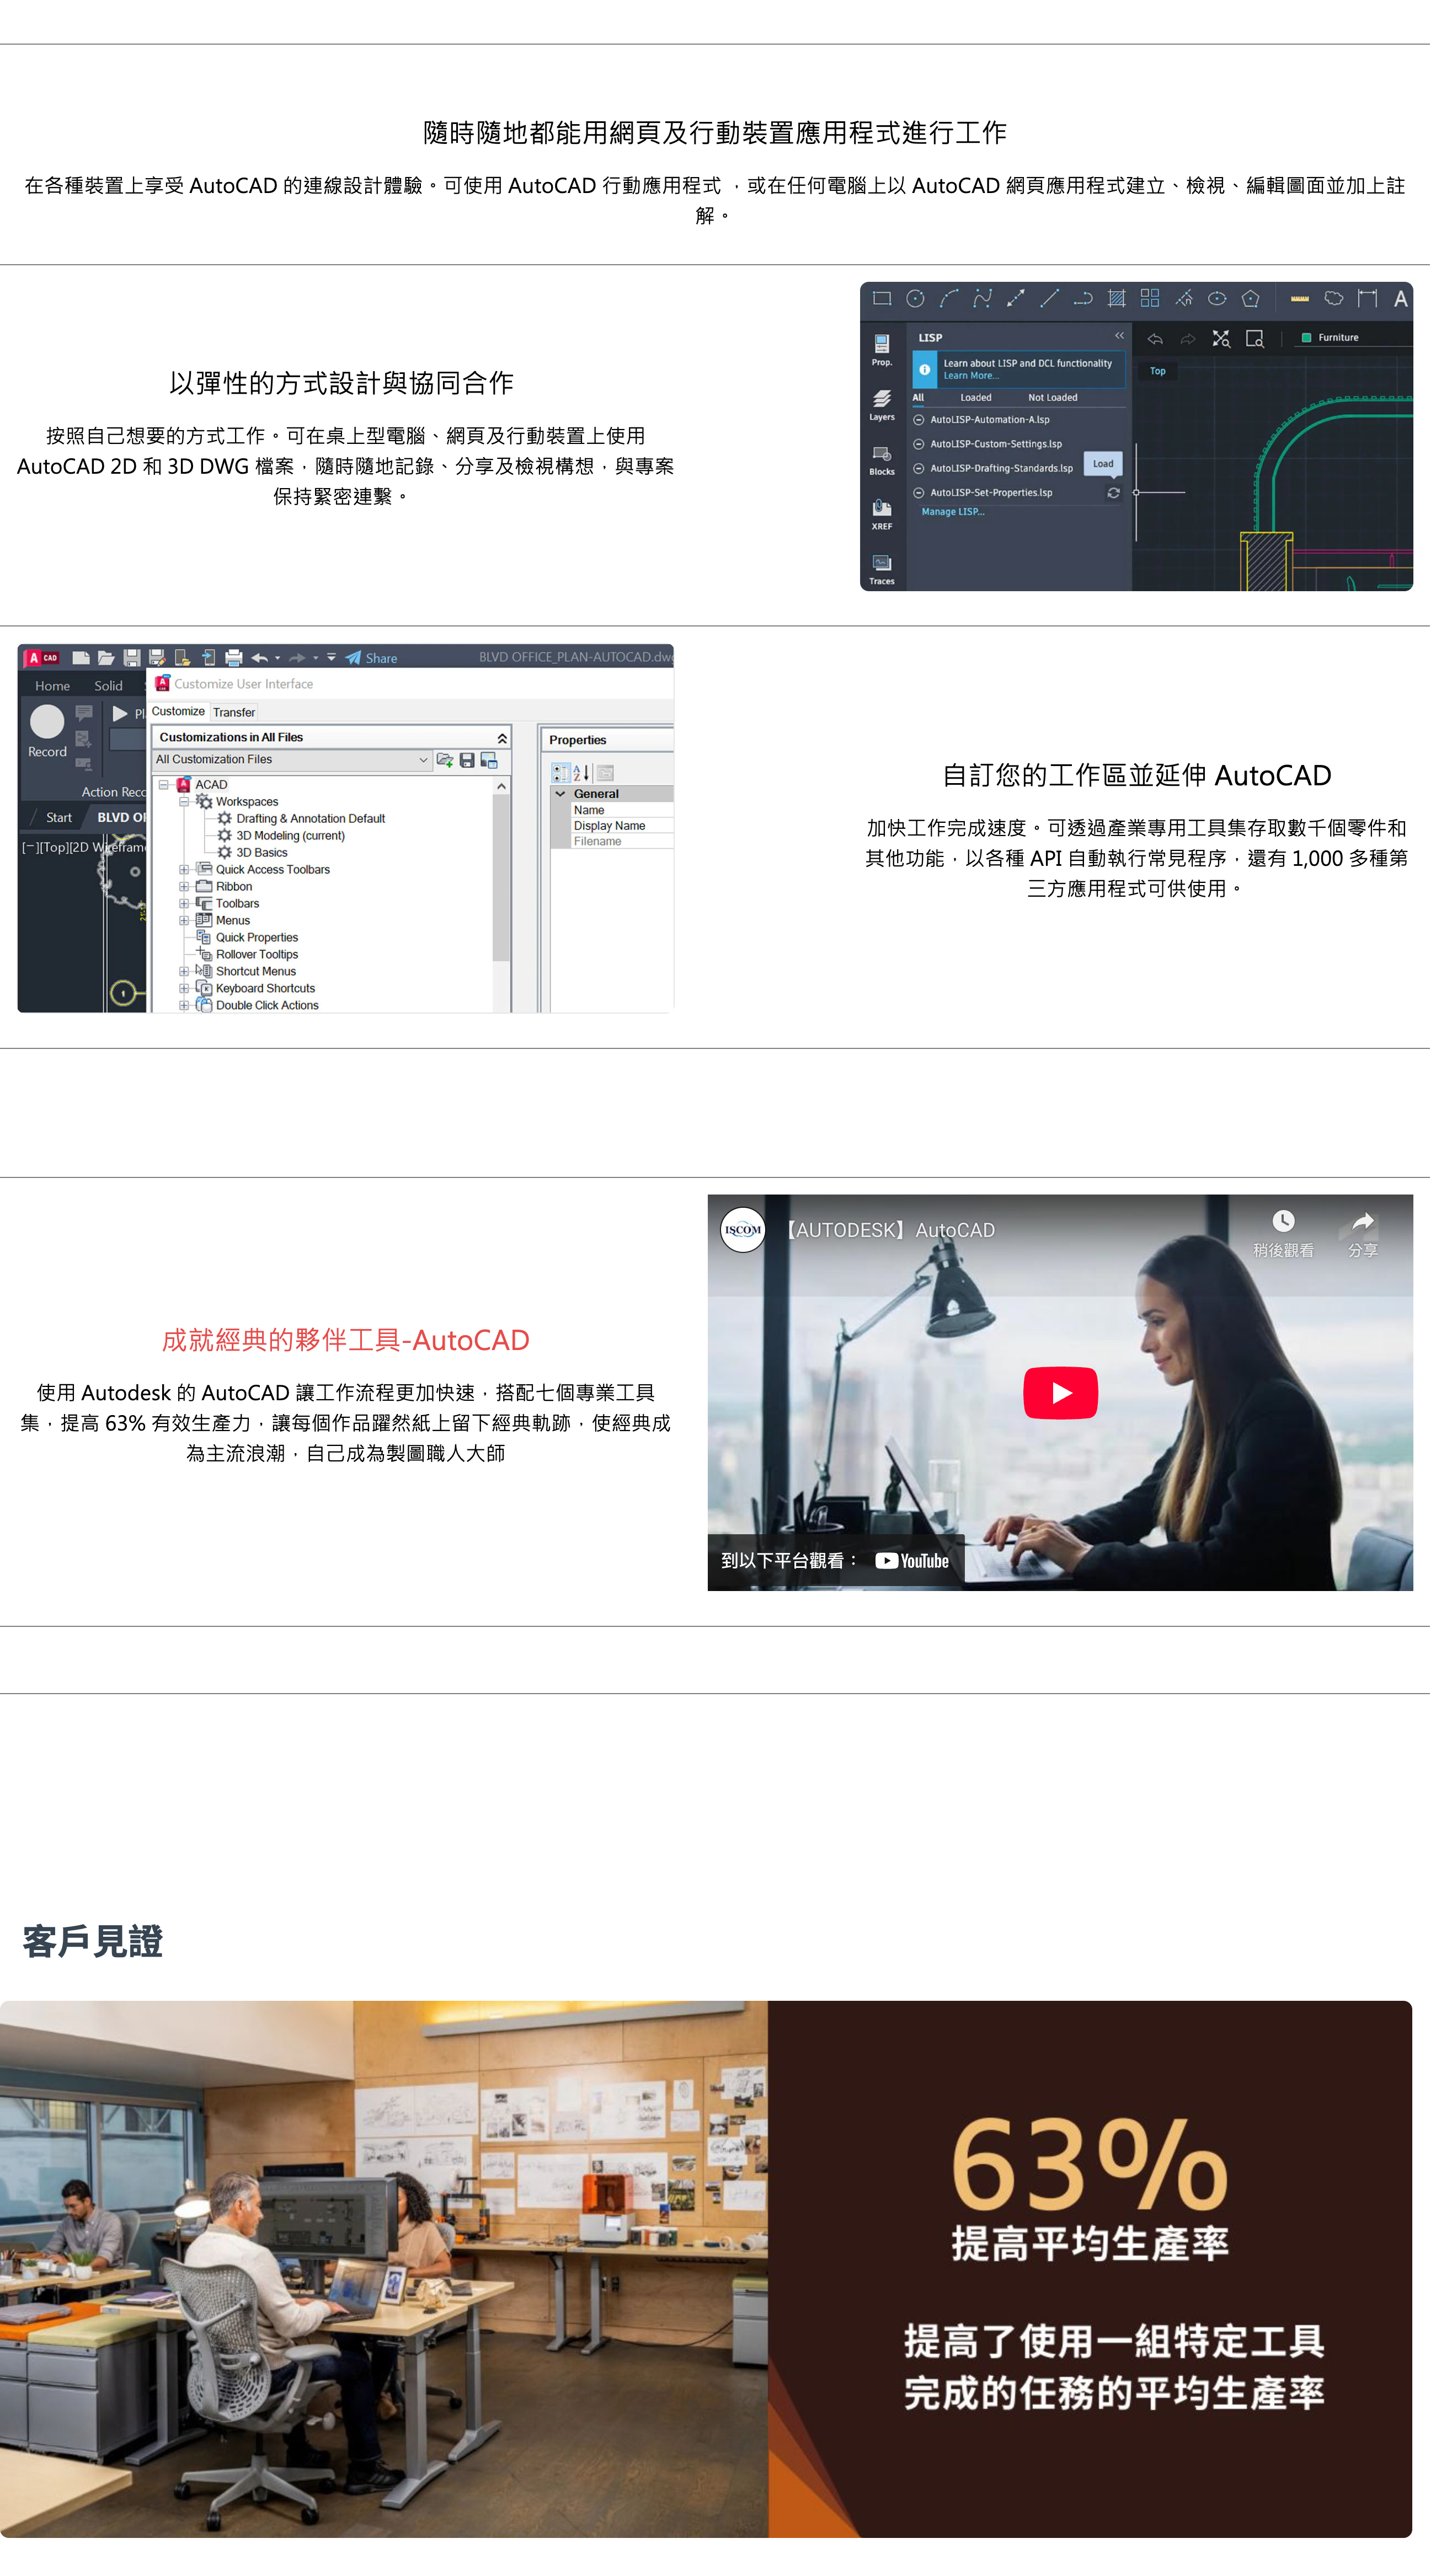 隨時隨地都能用網頁及行動裝置應用程式進行工作
在各種裝置上享受 AutoCAD 的連線設計體驗。可使用 AutoCAD 行動應用程式 ，或在任何電腦上以 AutoCAD 網頁應用程式建立、檢視、編輯圖面並加上註
解。
以彈性的方式設計與協同合作
按照自己想要的方式工作。可在桌上型電腦、網頁及行動裝置上使用
AutoCAD 2D 和 3D DWG 檔案，隨時隨地記錄、分享及檢視構想，與專案
保持緊密連繫。
A
LISP
Prop.
Learn about LISP and DCL functionality
Learn More...
Furniture
Top
All Loaded Not Loaded
Layers
AutoLISP-Automation-A.lsp
AutoLISP-Custom-Settings.lsp
AutoLISP-Drafting-Standards.lsp
Load
Blocks
AutoLISP-Set-Properties.lsp
Manage LISP...
XREF
Traces
A CAD
Share
BLVD OFFICE_PLAN-AUTOCAD.dwg
Home Solid
Customize User Interface
Customize Transfer
Record
Customizations in All Files
Properties
All Customization Files
Action Reco
Start
BLVD OF
[−][Top][2D Wirefram
ACAD
Workspaces
Drafting & Annotation Default
3D Modeling (current)
3D Basics
Quick Access Toolbars
Ribbon
Toolbars
Menus
Quick Properties
Rollover Tooltips
Shortcut Menus
Keyboard Shortcuts
Double Click Actions
General
Name
Display Name
Filename
自訂您的工作區並延伸 AutoCAD
加快工作完成速度。可透過產業專用工具集存取數千個零件和
其他功能，以各種 API 自動執行常見程序，還有 1,000 多種第
三方應用程式可供使用。
成就經典的夥伴工具-AutoCAD
使用 Autodesk 的 AutoCAD 讓工作流程更加快速，搭配七個專業工具
集，提高 63% 有效生產力，讓每個作品躍然紙上留下經典軌跡，使經典成
為主流浪潮，自己成為製圖職人大師
ISCOM
【AUTODESK】AutoCAD
稍後觀看
分享
到以下平台觀看：
YouTube
客戶見證
63%
提高平均生產率
提高了使用一組特定工具
完成的任務的平均生產率